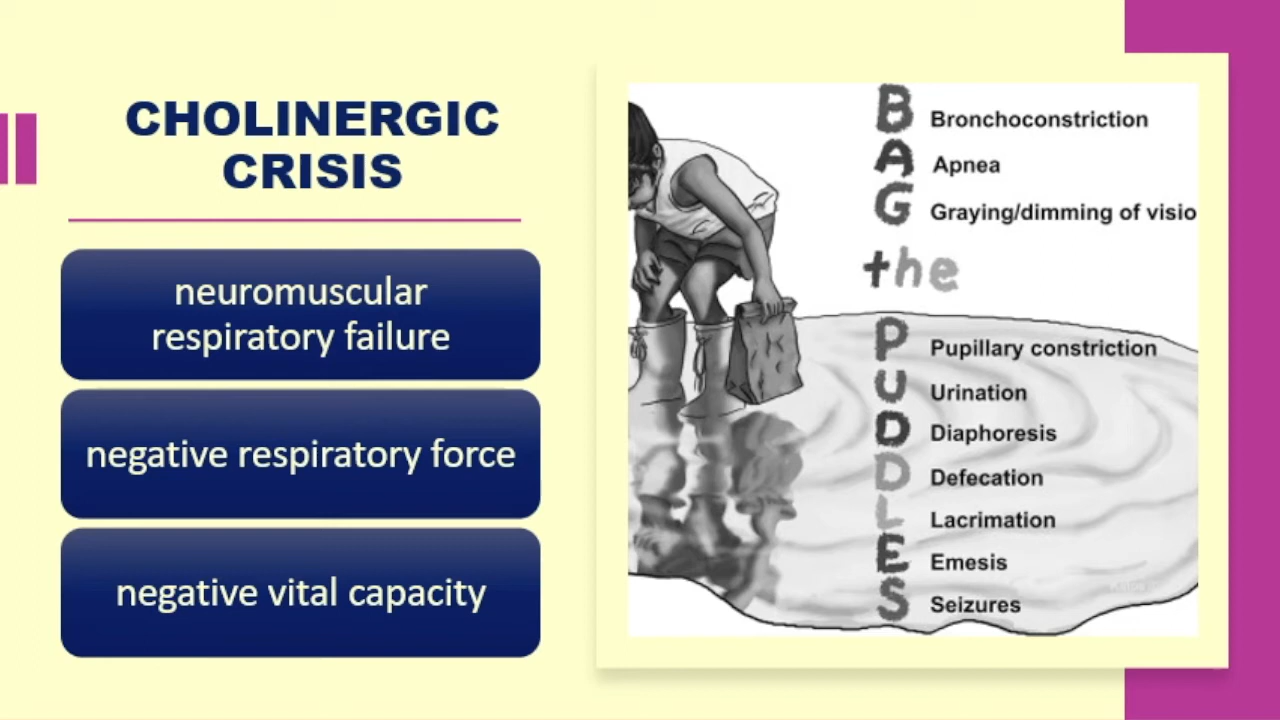 CHOLINERGIC
CRISIS
neuromuscular
respiratory failure
negative respiratory force
negative vital capacity
B Bronchoconstriction
A Apnea
G Graying/dimming of visio
the
P Pupillary constriction
U Urination
D Diaphoresis
D Defecation
L Lacrimation
E Emesis
S Seizures